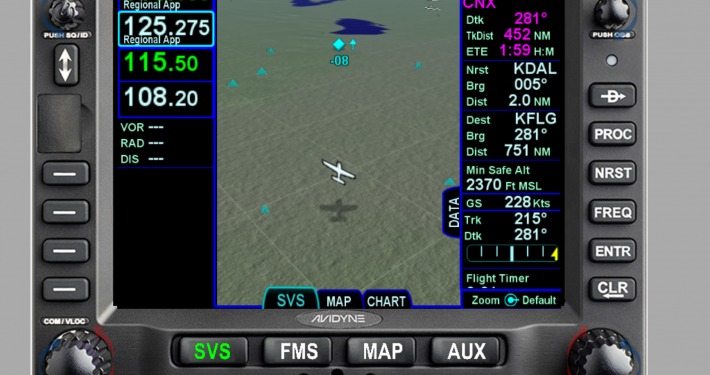 Regional App
125.275
Regional App
115.50
108.20
VOR ---
RAD ---
DIS ---
-08
CNX
Dtk 281°
TkDist 452 NM
ETE 1:59 H:M
Nrst KDAL
Brg 005°
Dist 2.0 NM
Dest KFLG
Brg 281°
Dist 751 NM
Min Safe Alt
2370 Ft MSL
GS 228 Kts
Trk 215°
Dtk 281°
Flight Timer
Zoom Default
DATA
SVS MAP CHART
PUSH SQ/ID
PUSH OBS
D
PROC
NRST
FREQ
ENTR
CLR
COM/VLOC
AVIDYNE
SVS FMS MAP AUX